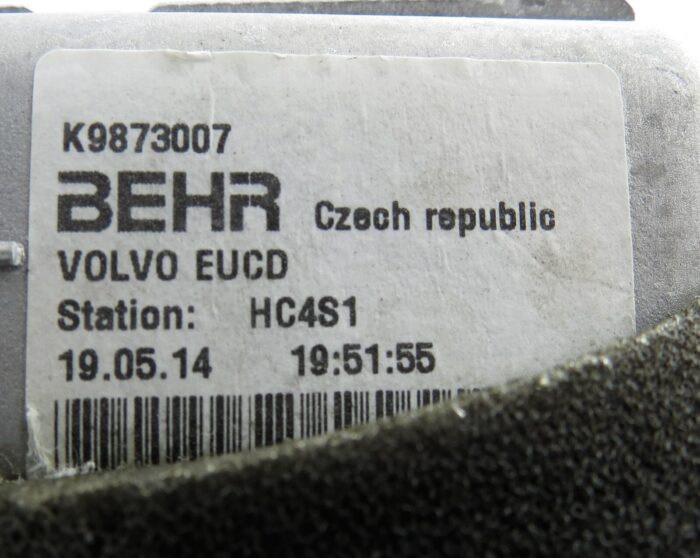 K9873007
BEHR Czech republic
VOLVO EUCD
Station: HC4S1
19.05.14 19:51:55